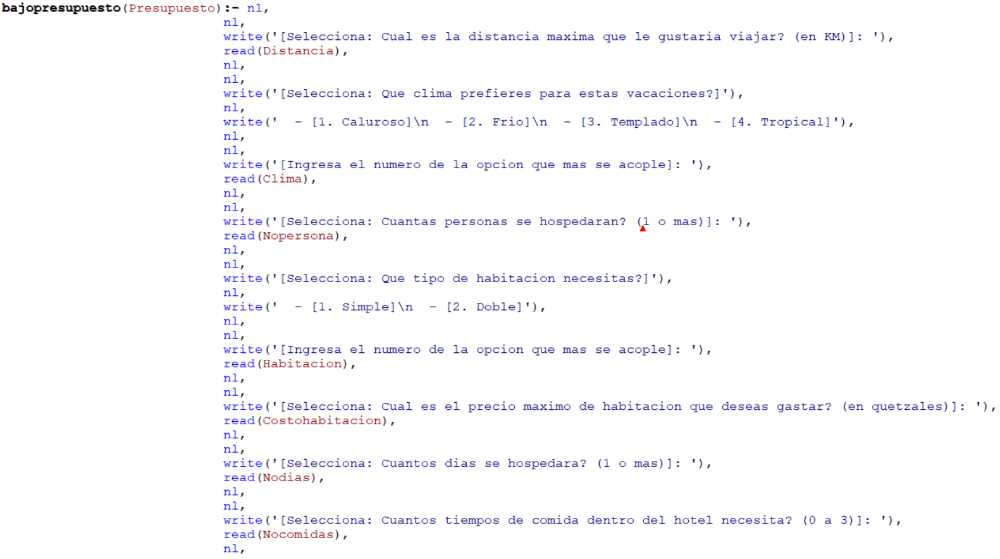 bajopresupuesto(Presupuesto):- nl,
nl,
write('[Selecciona: Cual es la distancia maxima que le gustaria viajar? (en KM)]: '),
read(Distancia),
nl,
nl,
write('[Selecciona: Que clima prefieres para estas vacaciones?]'),
nl,
write('  - [1. Caluroso]\n  - [2. Frio]\n  - [3. Templado]\n  - [4. Tropical]'),
nl,
nl,
write('[Ingresa el numero de la opcion que mas se acople]: '),
read(Clima),
nl,
nl,
write('[Selecciona: Cuantas personas se hospedaran? (1 o mas)]: '),
read(Nopersona),
nl,
nl,
write('[Selecciona: Que tipo de habitacion necesitas?]'),
nl,
write('  - [1. Simple]\n  - [2. Doble]'),
nl,
nl,
write('[Ingresa el numero de la opcion que mas se acople]: '),
read(Habitacion),
nl,
nl,
write('[Selecciona: Cual es el precio maximo de habitacion que deseas gastar? (en quetzales)]: '),
read(Costohabitacion),
nl,
nl,
write('[Selecciona: Cuantos dias se hospedara? (1 o mas)]: '),
read(Nodias),
nl,
nl,
write('[Selecciona: Cuantos tiempos de comida dentro del hotel necesita? (0 a 3)]: '),
read(Nocomidas),
nl,